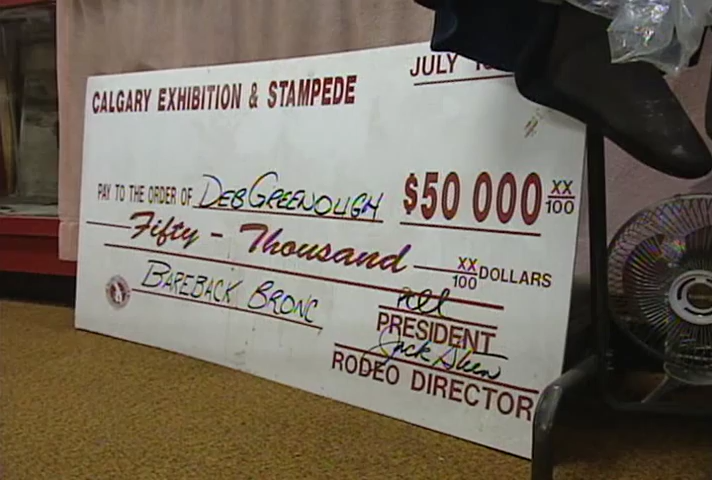 JULY
CALGARY EXHIBITION & STAMPEDE
PAY TO THE ORDER OF DEB GREENOUGH $50 000 XX/100
Fifty - Thousand XX/100 DOLLARS
BAREBACK BRONC
PRESIDENT
Jack
RODEO DIRECTOR